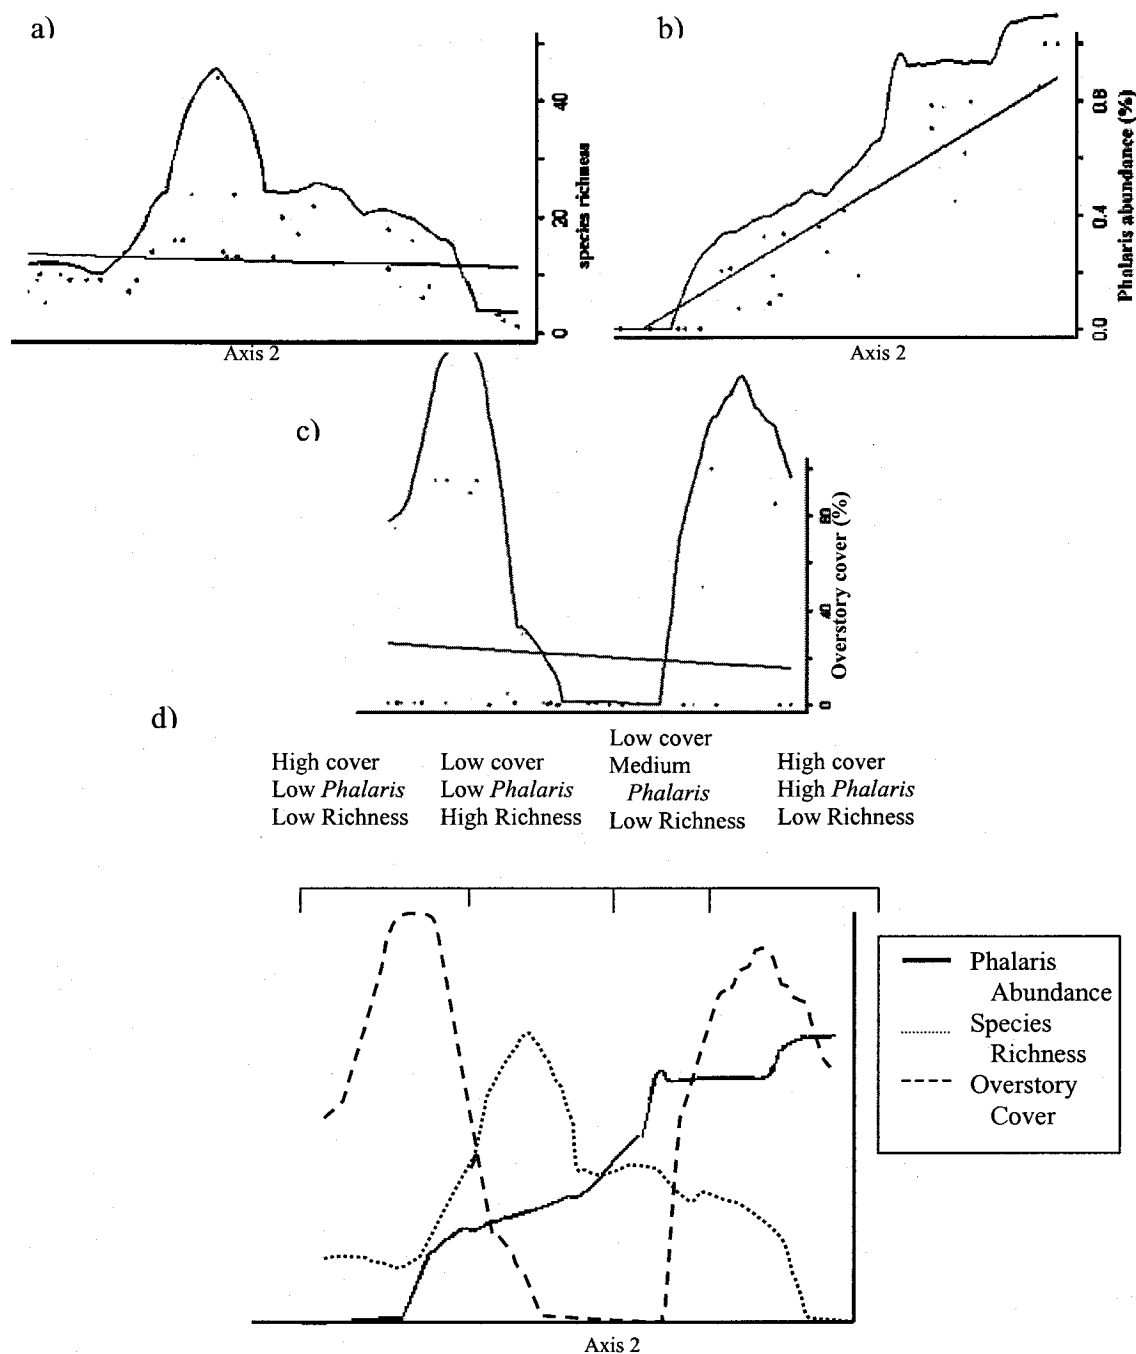 a)
40
20
0
species richness
Axis 2
b)
0.8
0.4
0.0
Phalaris abundance (%)
Axis 2
c)
80
40
0
Overstory cover (%)
d)
High cover
Low Phalaris
Low Richness
Low cover
Low Phalaris
High Richness
Low cover
Medium
Phalaris
Low Richness
High cover
High Phalaris
Low Richness
Phalaris
Abundance
Species
Richness
Overstory
Cover
Axis 2